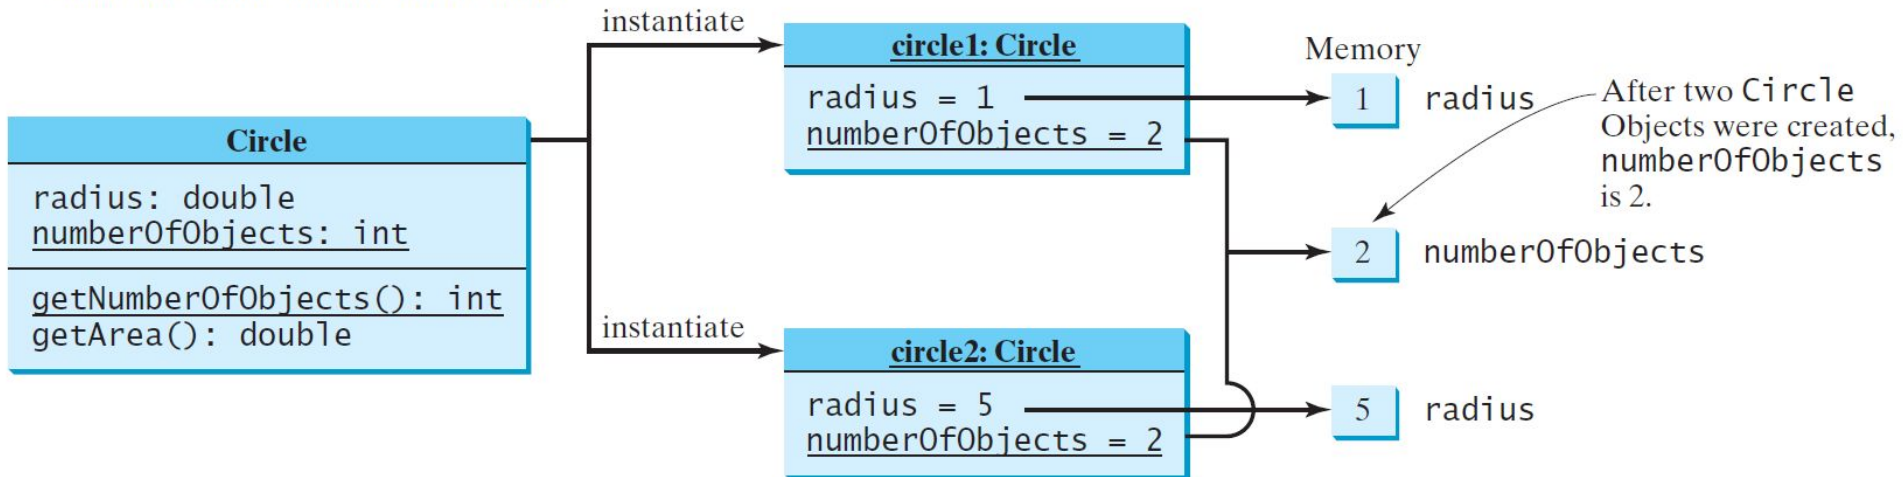 instantiate
circle1: Circle
radius = 1
numberOfObjects = 2
Memory
1
radius
After two Circle
Objects were created,
numberOfObjects
is 2.
Circle
radius: double
numberOfObjects: int
getNumberOfObjects(): int
getArea(): double
2
numberOfObjects
instantiate
circle2: Circle
radius = 5
numberOfObjects = 2
5
radius